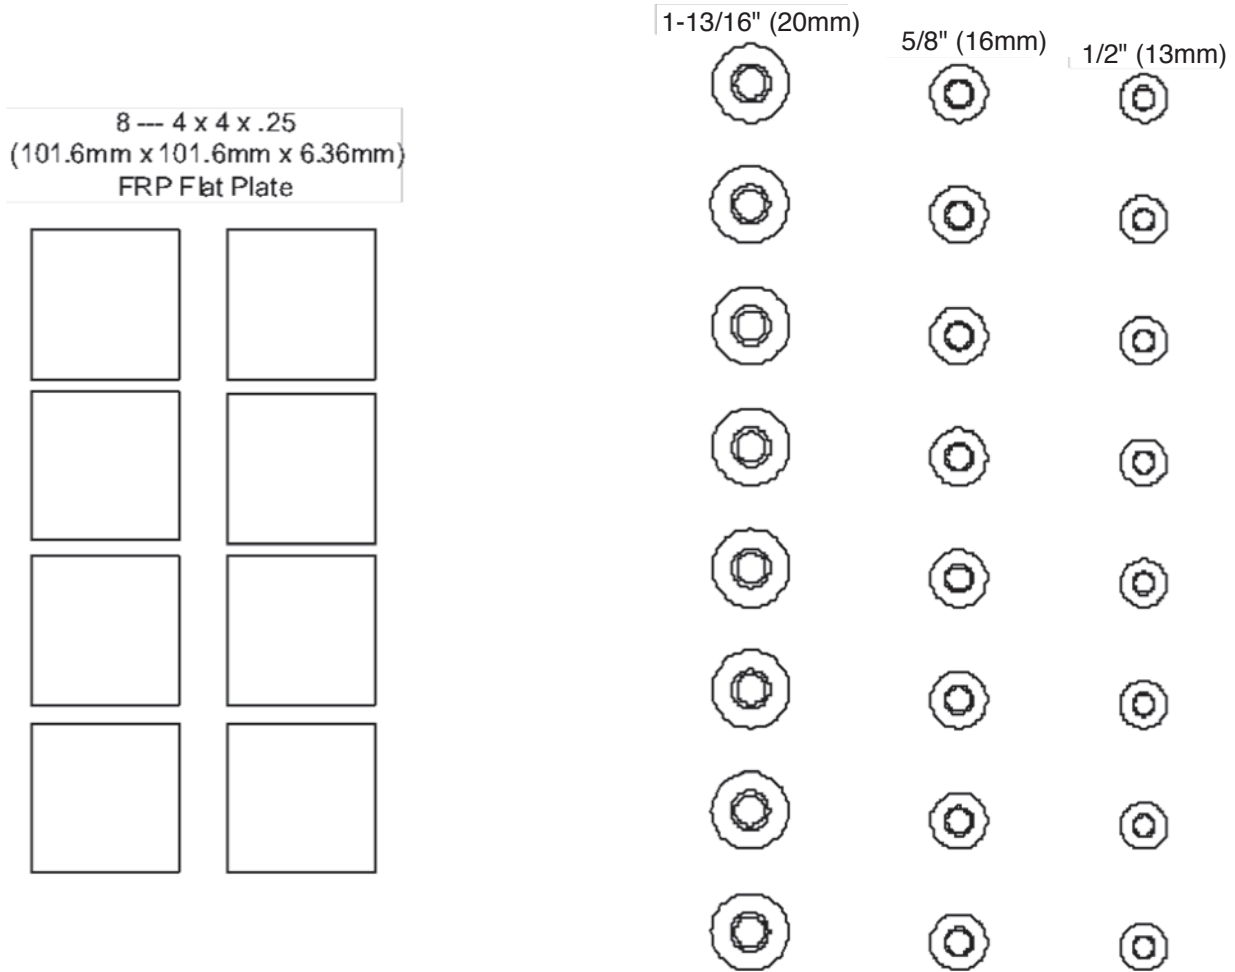 1-13/16" (20mm)
5/8" (16mm)
1/2" (13mm)
8 --- 4 x 4 x .25
(101.6mm x 101.6mm x 6.36mm)
FRP Flat Plate